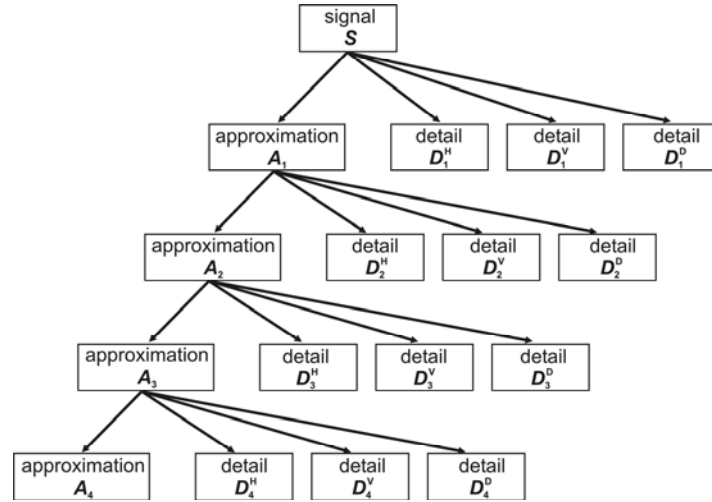 signal
S
approximation
A₁
detail
D₁ᴴ
detail
D₁ⱽ
detail
D₁ᴰ
approximation
A₂
detail
D₂ᴴ
detail
D₂ⱽ
detail
D₂ᴰ
approximation
A₃
detail
D₃ᴴ
detail
D₃ⱽ
detail
D₃ᴰ
approximation
A₄
detail
D₄ᴴ
detail
D₄ⱽ
detail
D₄ᴰ